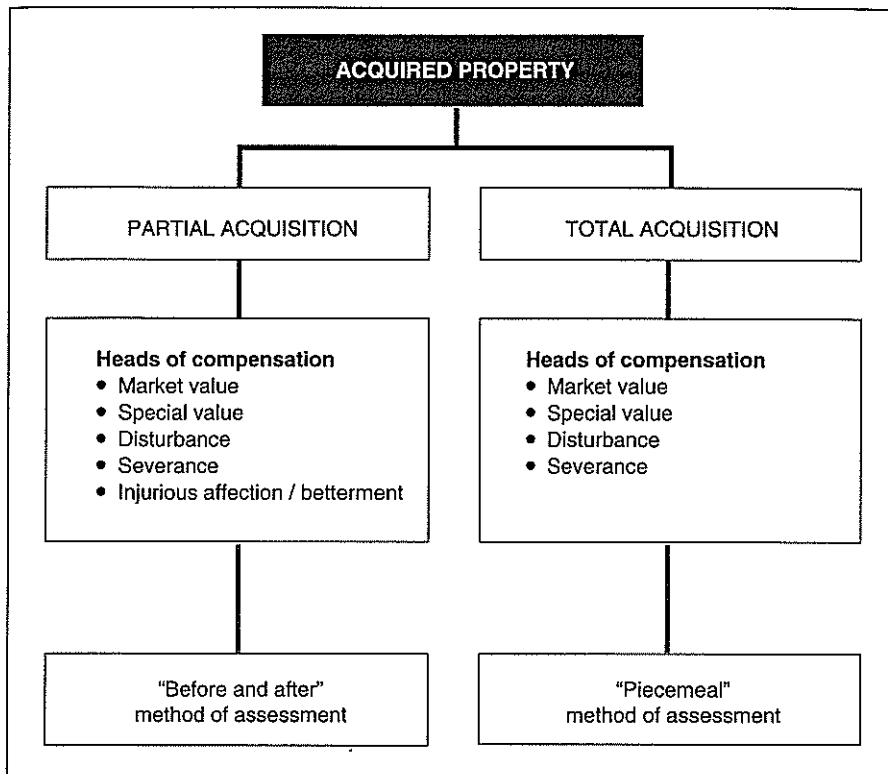 ACQUIRED PROPERTY
PARTIAL ACQUISITION
Heads of compensation
• Market value
• Special value
• Disturbance
• Severance
• Injurious affection / betterment
“Before and after”
method of assessment
TOTAL ACQUISITION
Heads of compensation
• Market value
• Special value
• Disturbance
• Severance
“Piecemeal”
method of assessment